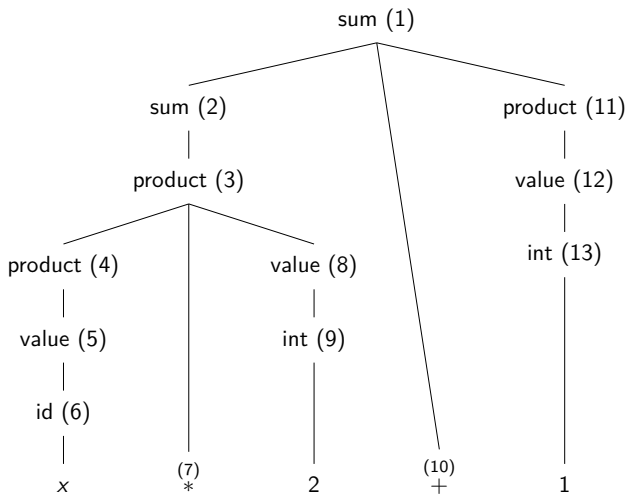 sum (1)
sum (2) product (11)
product (3) value (12)
product (4) value (8) int (13)
value (5) int (9)
id (6)
(7) (10)
x * 2 + 1